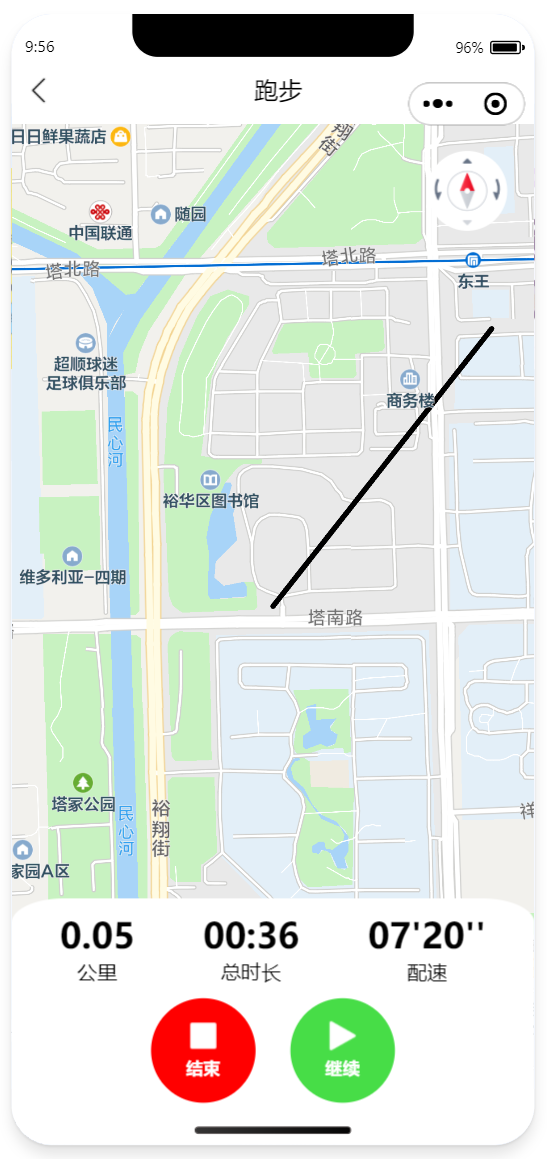 9:56
96%
跑步
日日鲜果蔬店
翔
街
中国联通
随园
塔北路
塔北路
东王
超顺球迷
足球俱乐部
商务楼
民
心
河
裕华区图书馆
维多利亚-四期
塔南路
塔冢公园
民
心
河
裕
翔
街
祥
家园A区
0.05
00:36
07'20''
公里
总时长
配速
结束
继续